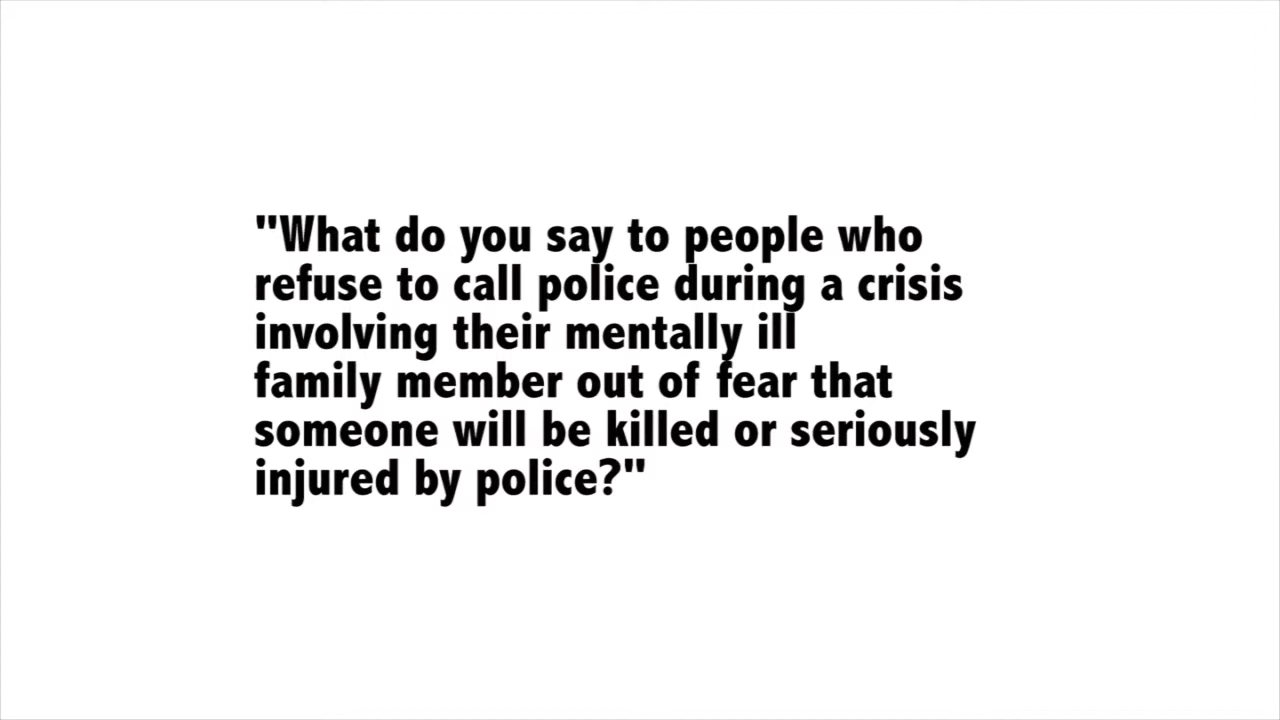 "What do you say to people who
refuse to call police during a crisis
involving their mentally ill
family member out of fear that
someone will be killed or seriously
injured by police?"